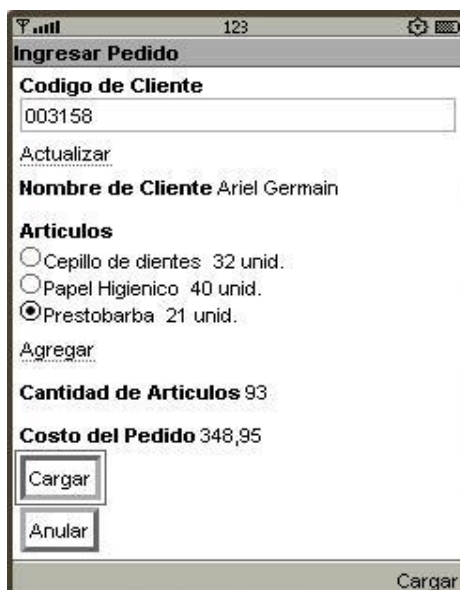 123
Ingresar Pedido
Codigo de Cliente
003158
Actualizar
Nombre de Cliente Ariel Germain
Articulos
Cepillo de dientes 32 unid.
Papel Higienico 40 unid.
Prestobarba 21 unid.
Agregar
Cantidad de Articulos 93
Costo del Pedido 348,95
Cargar
Anular
Cargar